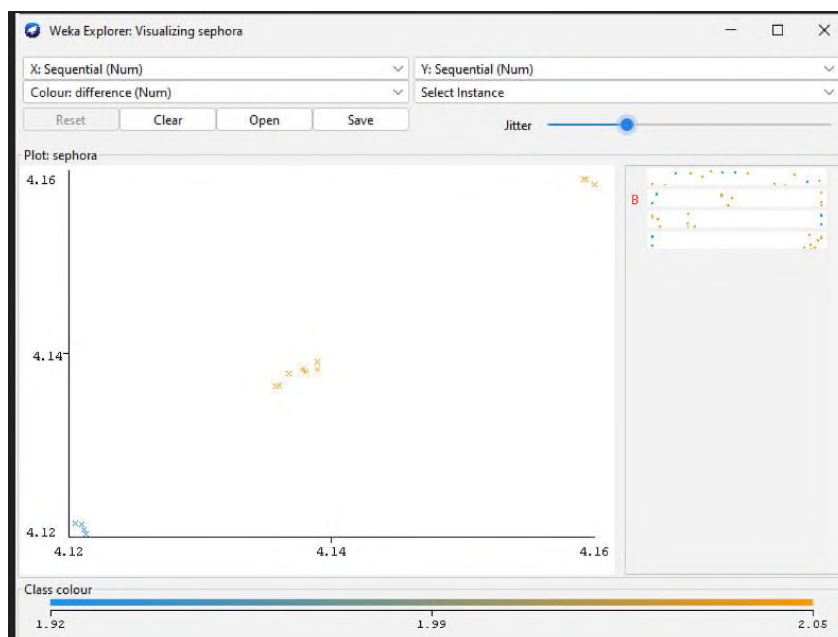 Weka Explorer: Visualizing sephora
X: Sequential (Num)
Y: Sequential (Num)
Colour: difference (Num)
Select Instance
Reset
Clear
Open
Save
Jitter
Plot: sephora
4.16
4.14
4.12
4.12
4.14
4.16
B
Class colour
1.92
1.99
2.05